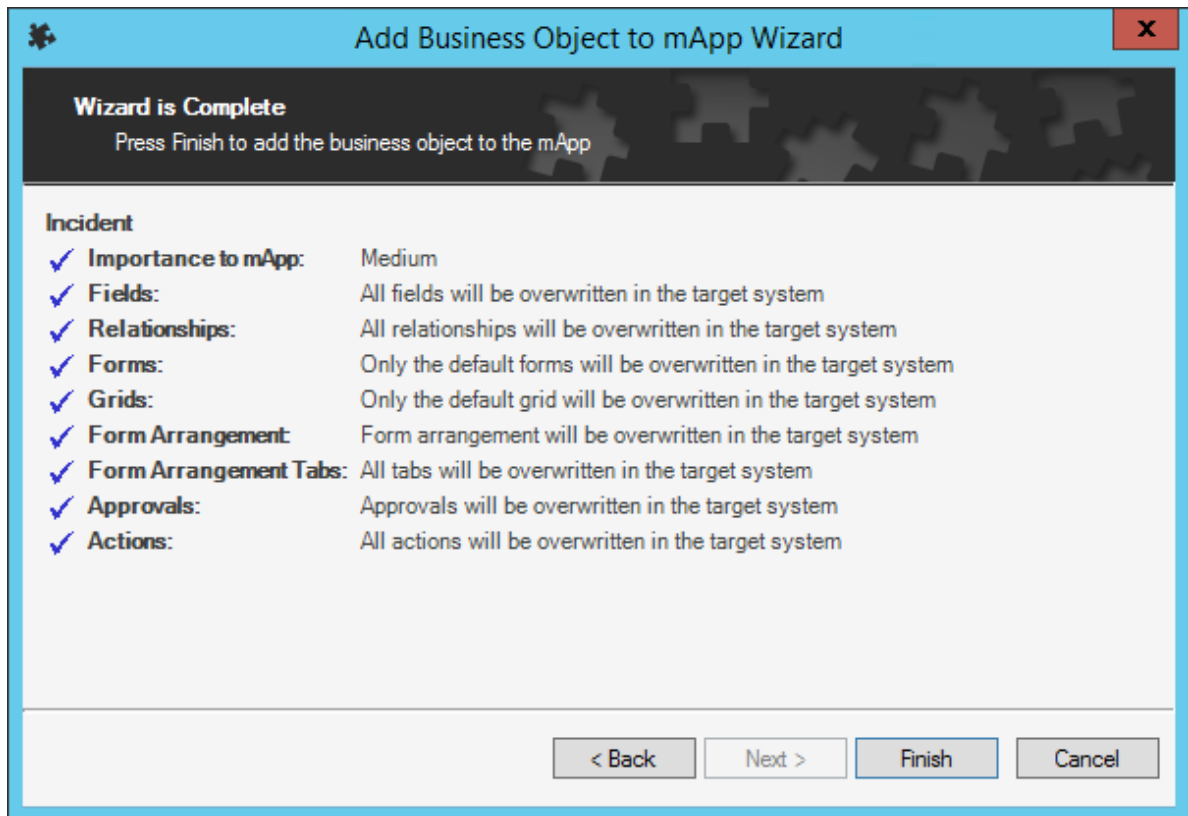 Add Business Object to mApp Wizard
X
Wizard is Complete
Press Finish to add the business object to the mApp
Incident
Importance to mApp: Medium
Fields: All fields will be overwritten in the target system
Relationships: All relationships will be overwritten in the target system
Forms: Only the default forms will be overwritten in the target system
Grids: Only the default grid will be overwritten in the target system
Form Arrangement: Form arrangement will be overwritten in the target system
Form Arrangement Tabs: All tabs will be overwritten in the target system
Approvals: Approvals will be overwritten in the target system
Actions: All actions will be overwritten in the target system
< Back Next > Finish Cancel